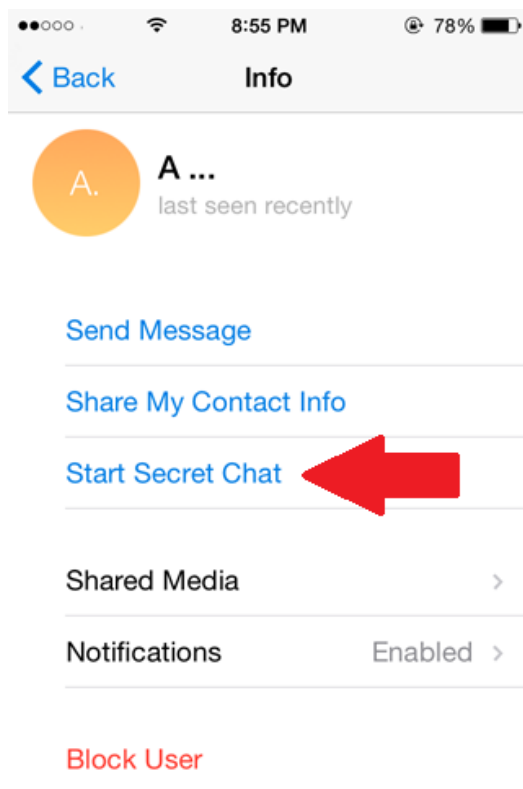 8:55 PM 78%
Back Info
A.
A ...
last seen recently
Send Message
Share My Contact Info
Start Secret Chat
Shared Media
Notifications Enabled
Block User